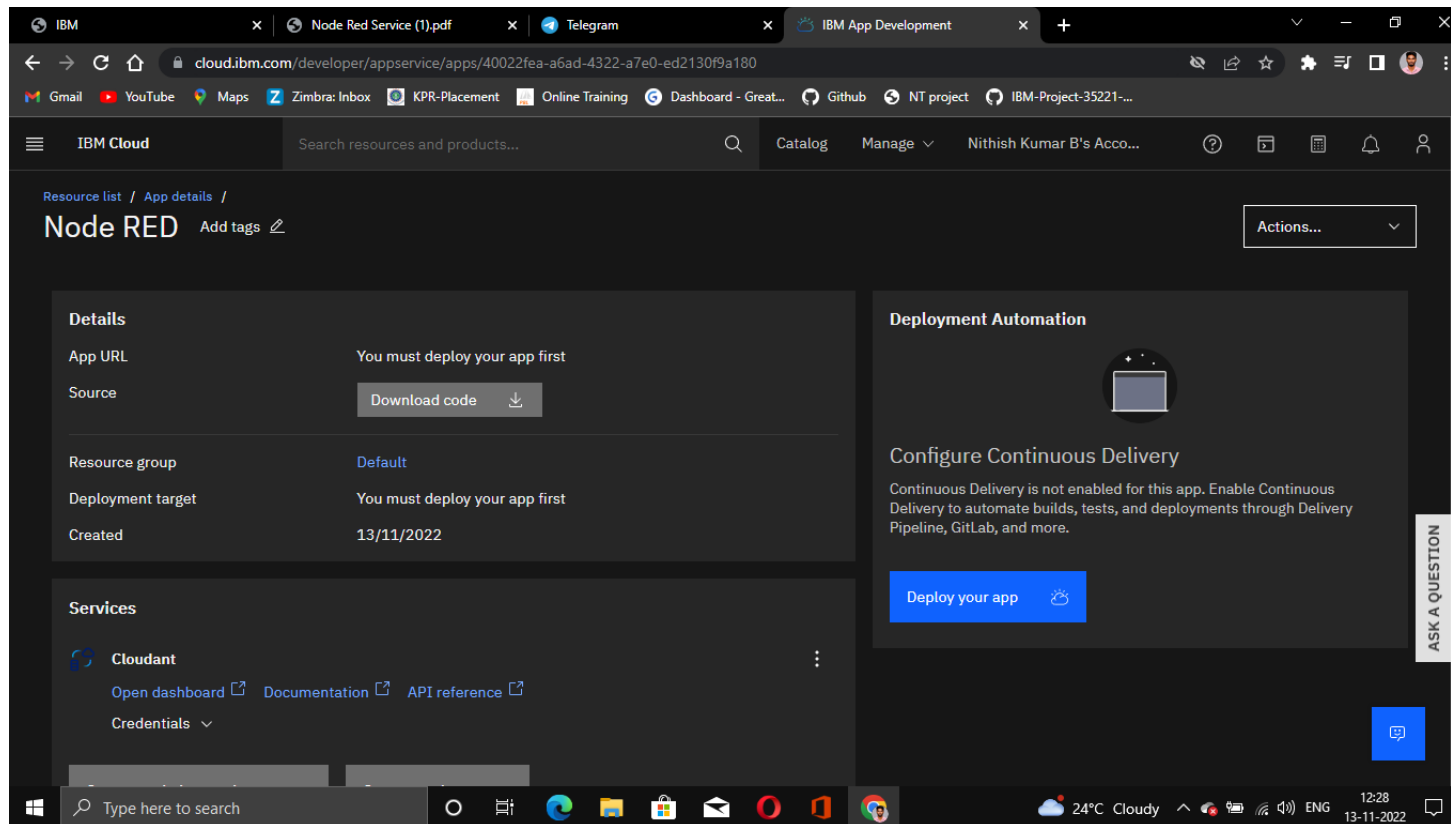 IBM
Node Red Service (1).pdf
Telegram
IBM App Development
cloud.ibm.com/developer/appservice/apps/40022fea-a6ad-4322-a7e0-ed2130f9a180
Gmail YouTube Maps Zimbra: Inbox KPR-Placement Online Training Dashboard - Great... Github NT project IBM-Project-35221-...
IBM Cloud
Search resources and products...
Catalog
Manage
Nithish Kumar B's Acco...
Resource list / App details /
Node RED Add tags
Actions...
Details
App URL You must deploy your app first
Source Download code
Resource group Default
Deployment target You must deploy your app first
Created 13/11/2022
Deployment Automation
Configure Continuous Delivery
Continuous Delivery is not enabled for this app. Enable Continuous
Delivery to automate builds, tests, and deployments through Delivery
Pipeline, GitLab, and more.
Deploy your app
ASK A QUESTION
Services
Cloudant
Open dashboard Documentation API reference
Credentials
Type here to search
24°C Cloudy
ENG
12:28
13-11-2022